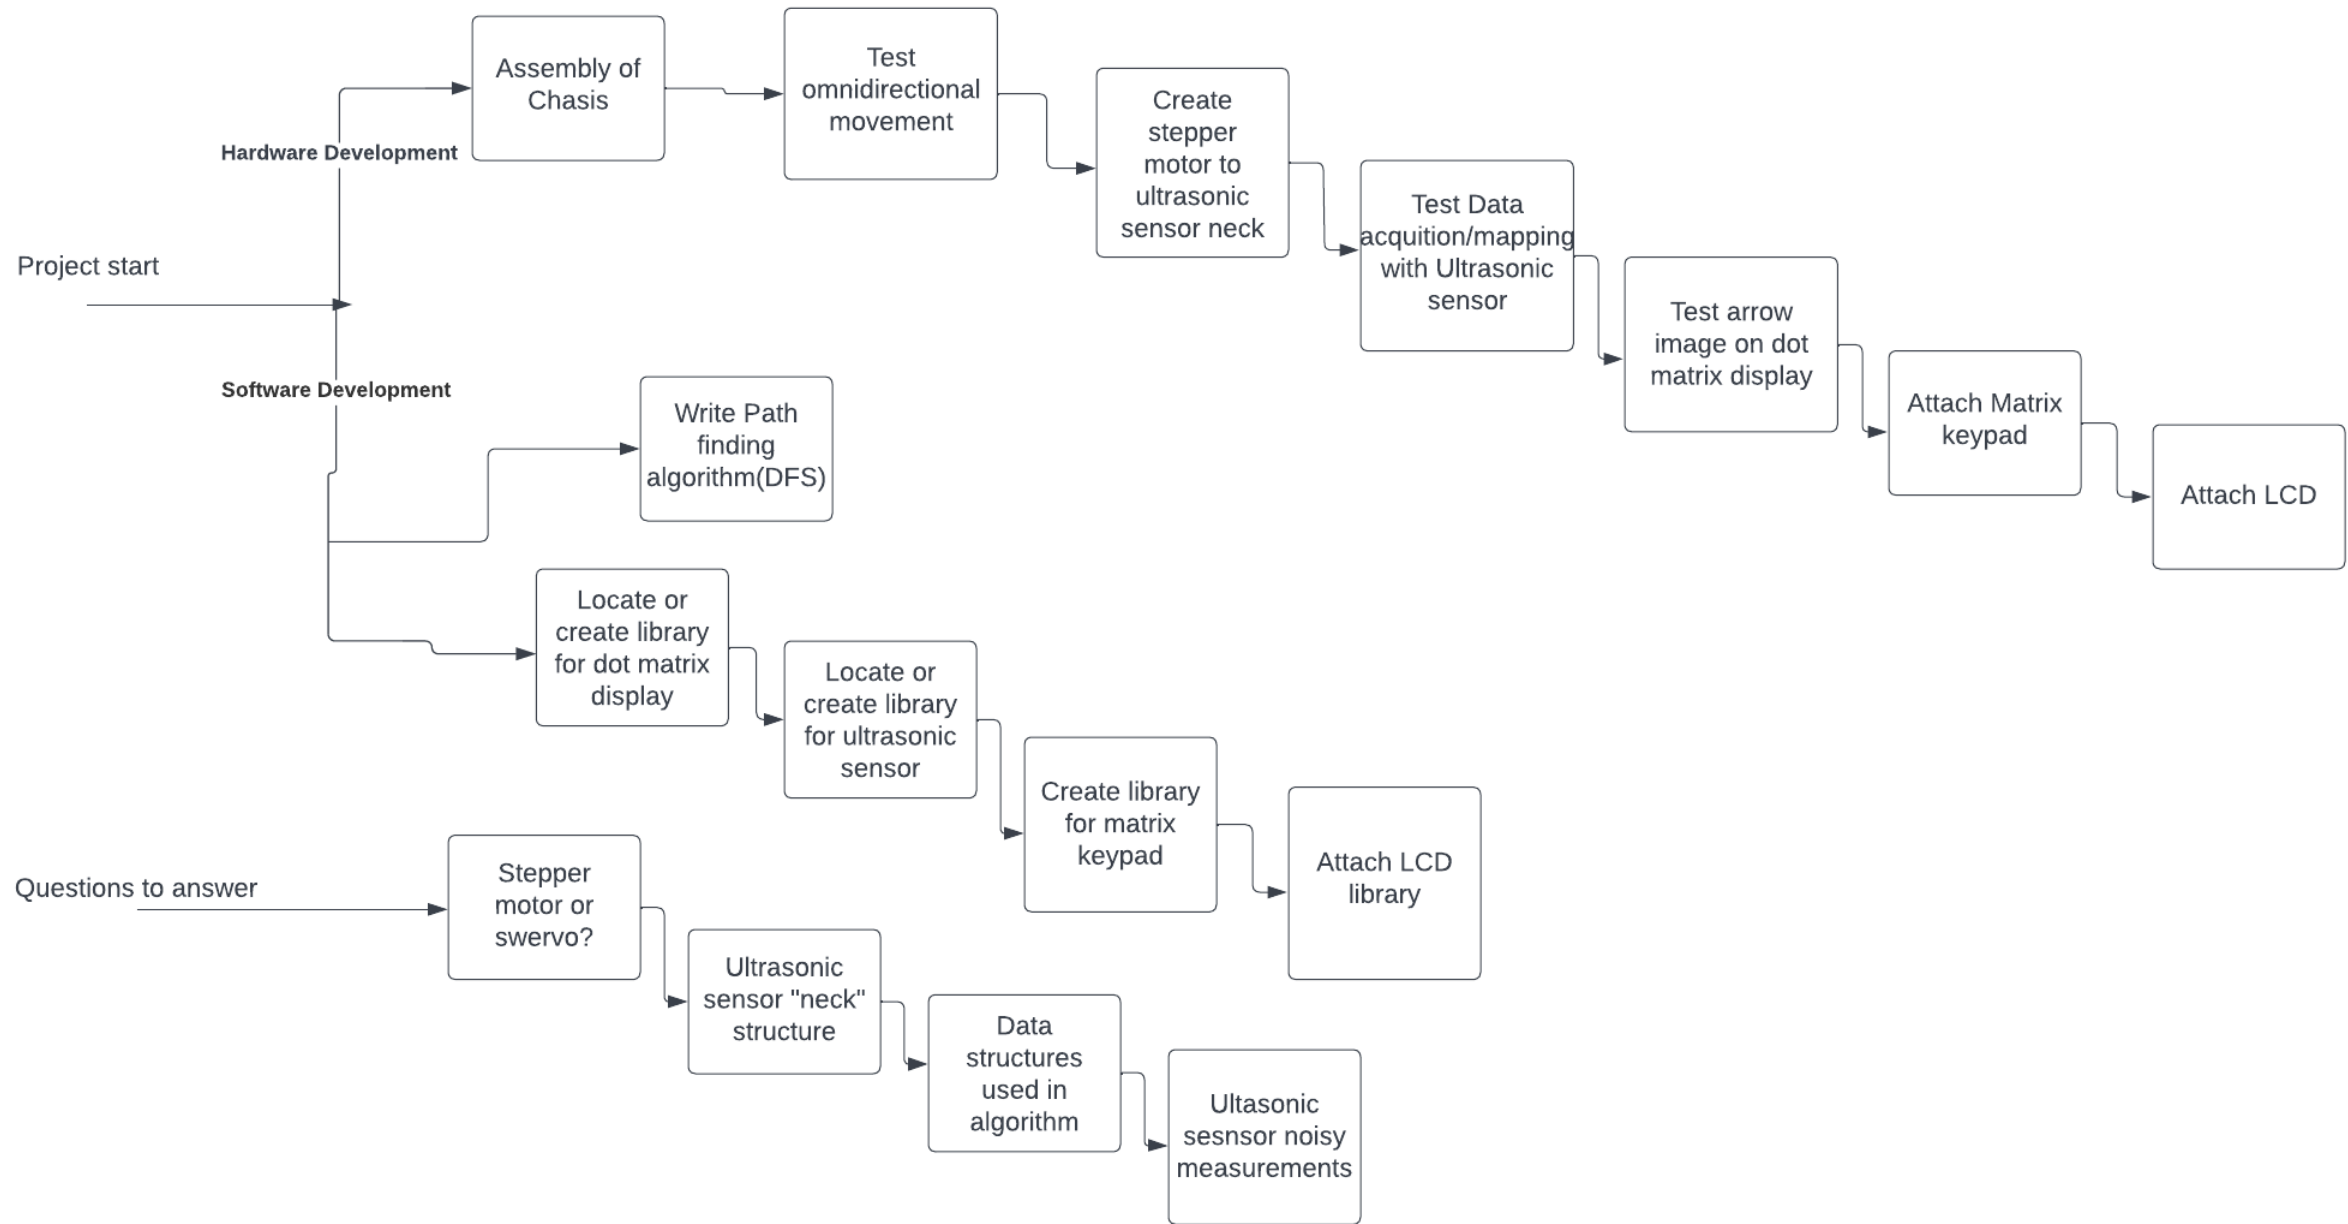 Assembly of
Chasis
Test
omnidirectional
movement
Create
stepper
motor to
ultrasonic
sensor neck
Hardware Development
Test Data
acquition/mapping
with Ultrasonic
sensor
Project start
Test arrow
image on dot
matrix display
Software Development
Attach Matrix
keypad
Write Path
finding
algorithm(DFS)
Attach LCD
Locate or
create library
for dot matrix
display
Locate or
create library
for ultrasonic
sensor
Create library
for matrix
keypad
Attach LCD
library
Questions to answer
Stepper
motor or
swervo?
Ultrasonic
sensor "neck"
structure
Data
structures
used in
algorithm
Ultasonic
sesnsor noisy
measurements